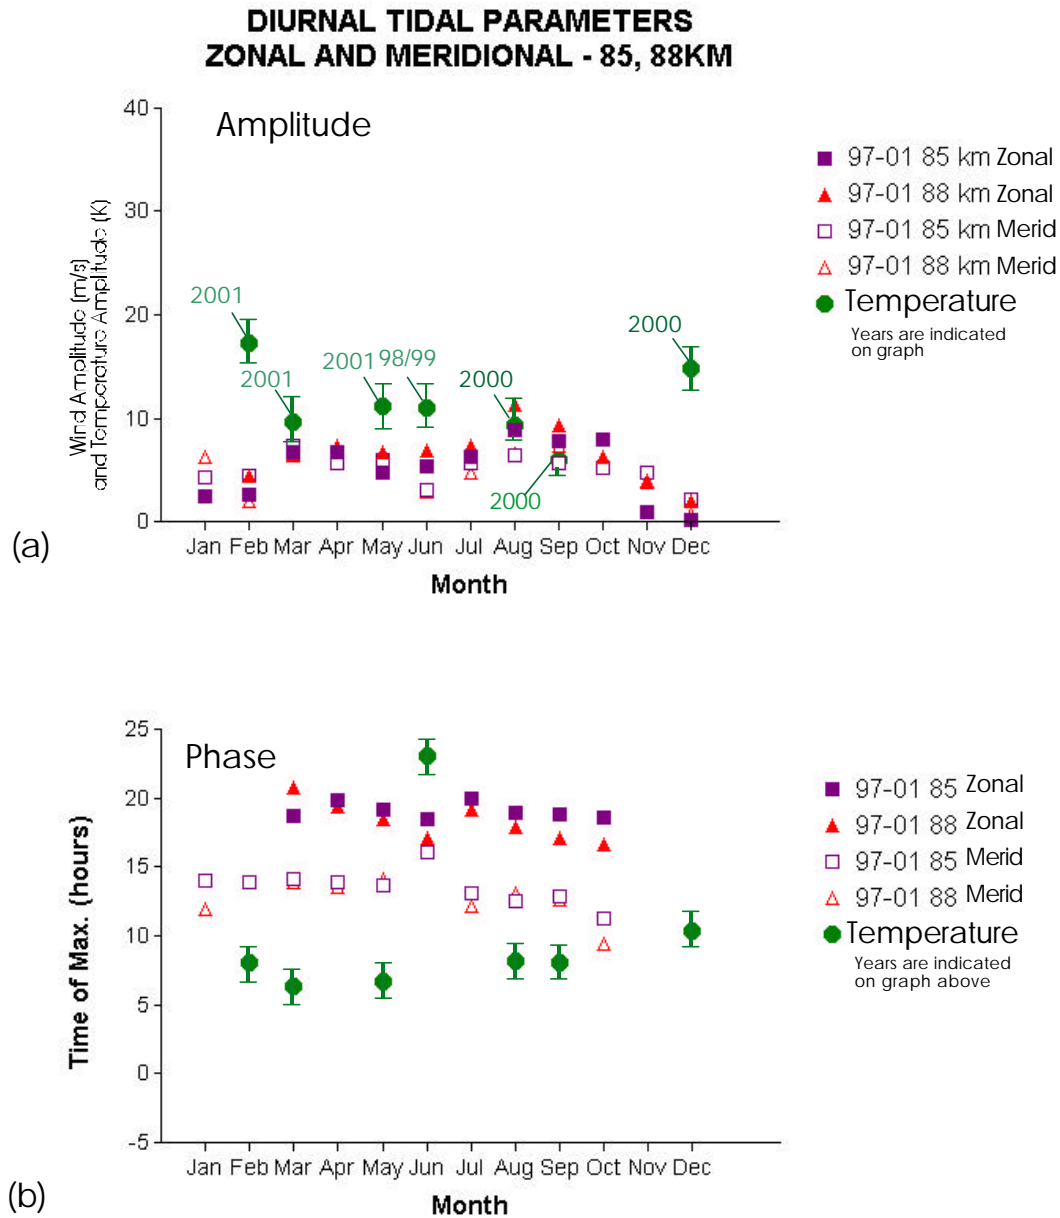 DIURNAL TIDAL PARAMETERS
ZONAL AND MERIDIONAL - 85, 88KM
Amplitude
40
30
20
10
0
Wind Amplitude (m/s)
and Temperature Amplitude (K)
2001
2001
2001
98/99
2000
2000
2000
Jan Feb Mar Apr May Jun Jul Aug Sep Oct Nov Dec
Month
(a)
97-01 85 km Zonal
97-01 88 km Zonal
97-01 85 km Merid
97-01 88 km Merid
Temperature
Years are indicated
on graph
Phase
25
20
15
10
5
0
-5
Time of Max. (hours)
Jan Feb Mar Apr May Jun Jul Aug Sep Oct Nov Dec
Month
(b)
97-01 85 Zonal
97-01 88 Zonal
97-01 85 Merid
97-01 88 Merid
Temperature
Years are indicated
on graph above